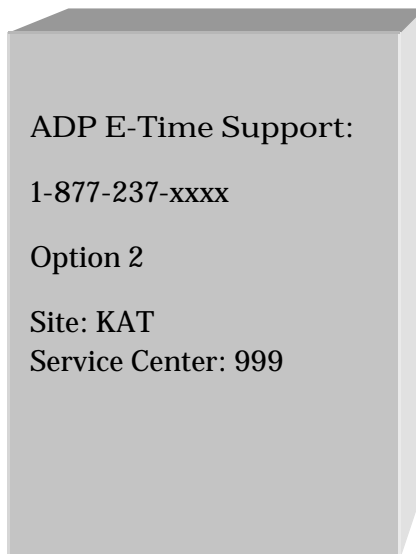 ADP E-Time Support:
1-877-237-xxxx
Option 2
Site: KAT
Service Center: 999